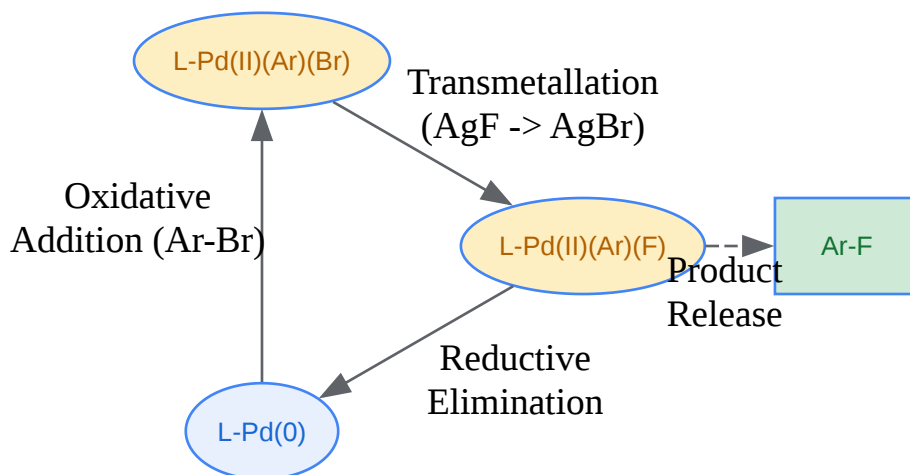 L-Pd(II)(Ar)(Br)
Transmetallation
(AgF -> AgBr)
Oxidative
Addition (Ar-Br)
L-Pd(II)(Ar)(F)
Product
Release
Ar-F
Reductive
Elimination
L-Pd(0)